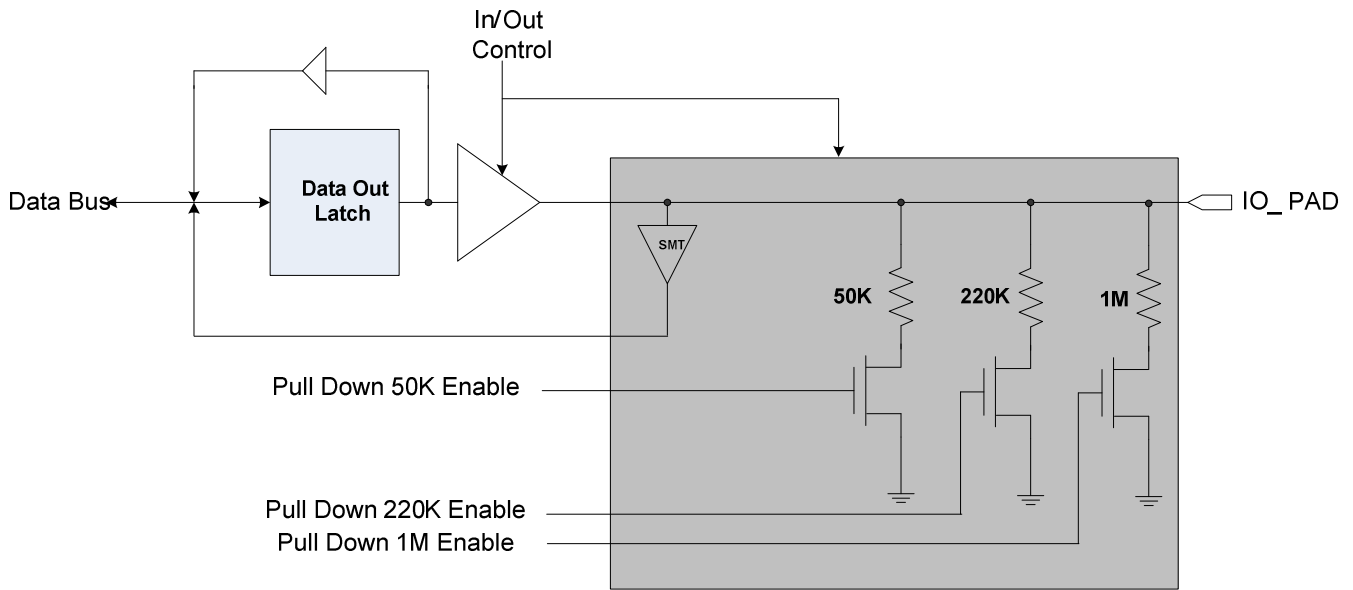 In/Out
Control
Data Bus
Data Out
Latch
SMT
IO_ PAD
50K
220K
1M
Pull Down 50K Enable
Pull Down 220K Enable
Pull Down 1M Enable